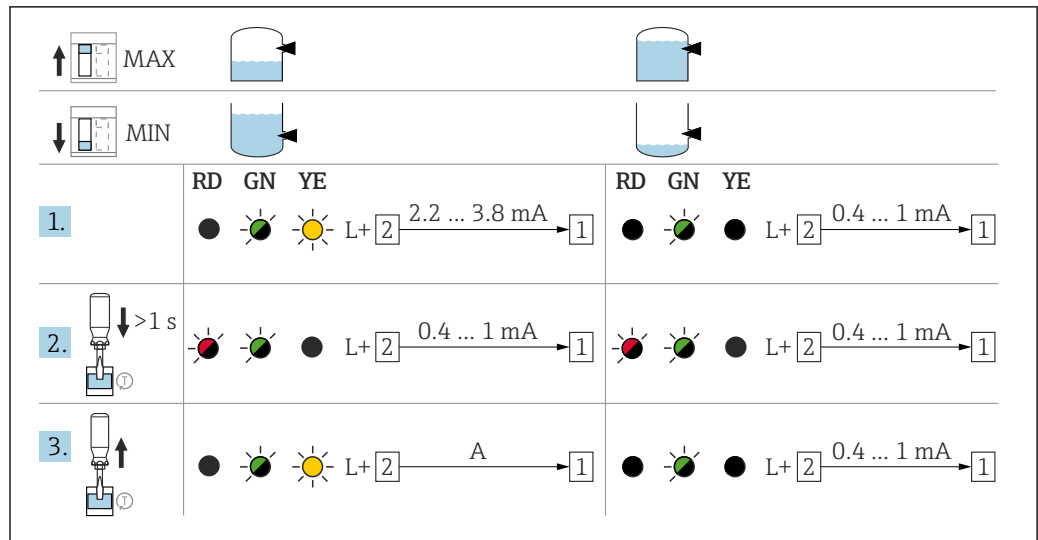 MAX
MIN
RD GN YE RD GN YE
1. L+ 2 2.2 ... 3.8 mA 1 L+ 2 0.4 ... 1 mA 1
2. >1 s T L+ 2 0.4 ... 1 mA 1 L+ 2 0.4 ... 1 mA 1
3. T L+ 2 A 1 L+ 2 0.4 ... 1 mA 1